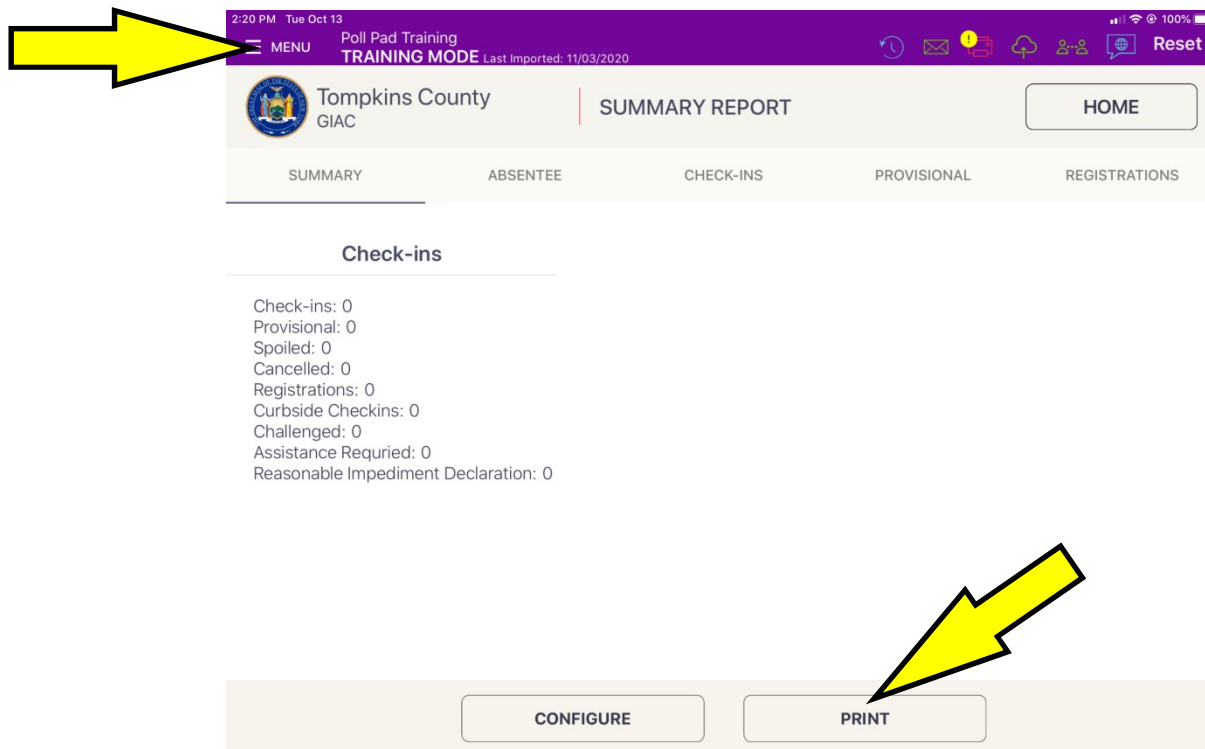 2:20 PM Tue Oct 13 100%
MENU Poll Pad Training Reset
TRAINING MODE Last Imported: 11/03/2020
Tompkins County SUMMARY REPORT HOME
GIAC
SUMMARY ABSENTEE CHECK-INS PROVISIONAL REGISTRATIONS
Check-ins
Check-ins: 0
Provisional: 0
Spoiled: 0
Cancelled: 0
Registrations: 0
Curbside Checkins: 0
Challenged: 0
Assistance Requried: 0
Reasonable Impediment Declaration: 0
CONFIGURE PRINT